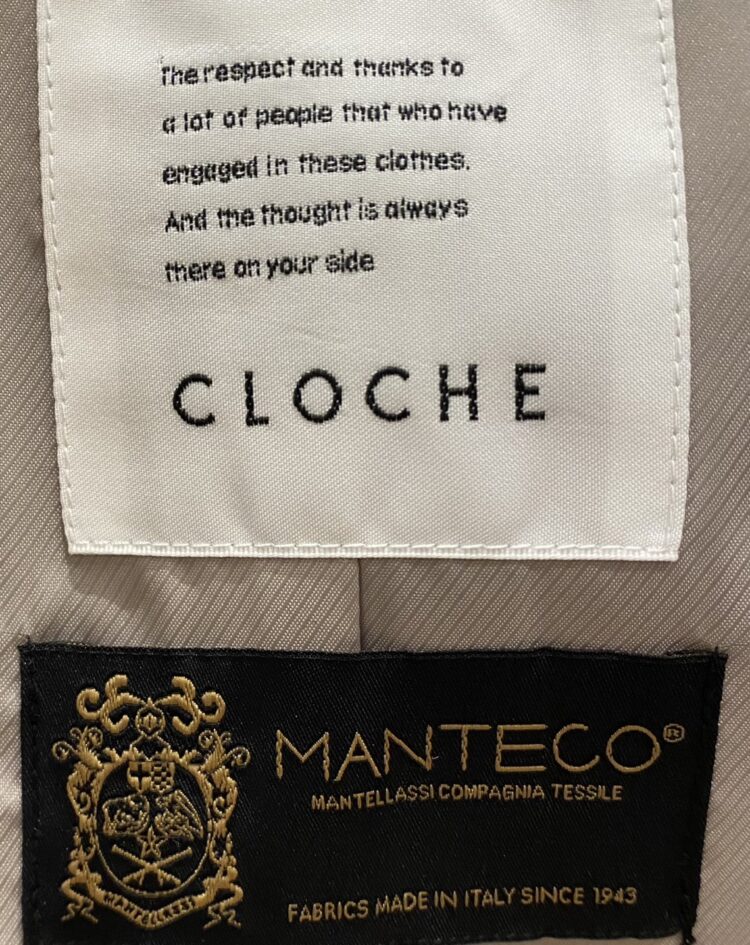 The respect and thanks to
a lot of people that who have
engaged in these clothes.
And the thought is always
there on your side
CLOCHE
MANTECO®
MANTELLASSI COMPAGNIA TESSILE
MANTELLASSI
FABRICS MADE IN ITALY SINCE 1943